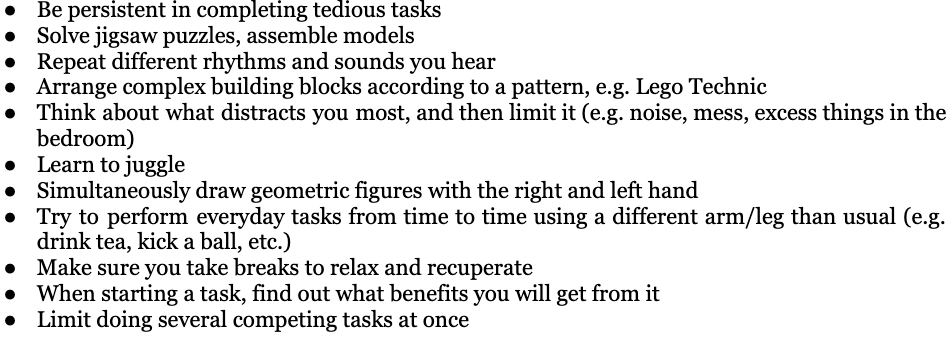 ● Be persistent in completing tedious tasks
● Solve jigsaw puzzles, assemble models
● Repeat different rhythms and sounds you hear
● Arrange complex building blocks according to a pattern, e.g. Lego Technic
● Think about what distracts you most, and then limit it (e.g. noise, mess, excess things in the
bedroom)
● Learn to juggle
● Simultaneously draw geometric figures with the right and left hand
● Try to perform everyday tasks from time to time using a different arm/leg than usual (e.g.
drink tea, kick a ball, etc.)
● Make sure you take breaks to relax and recuperate
● When starting a task, find out what benefits you will get from it
● Limit doing several competing tasks at once